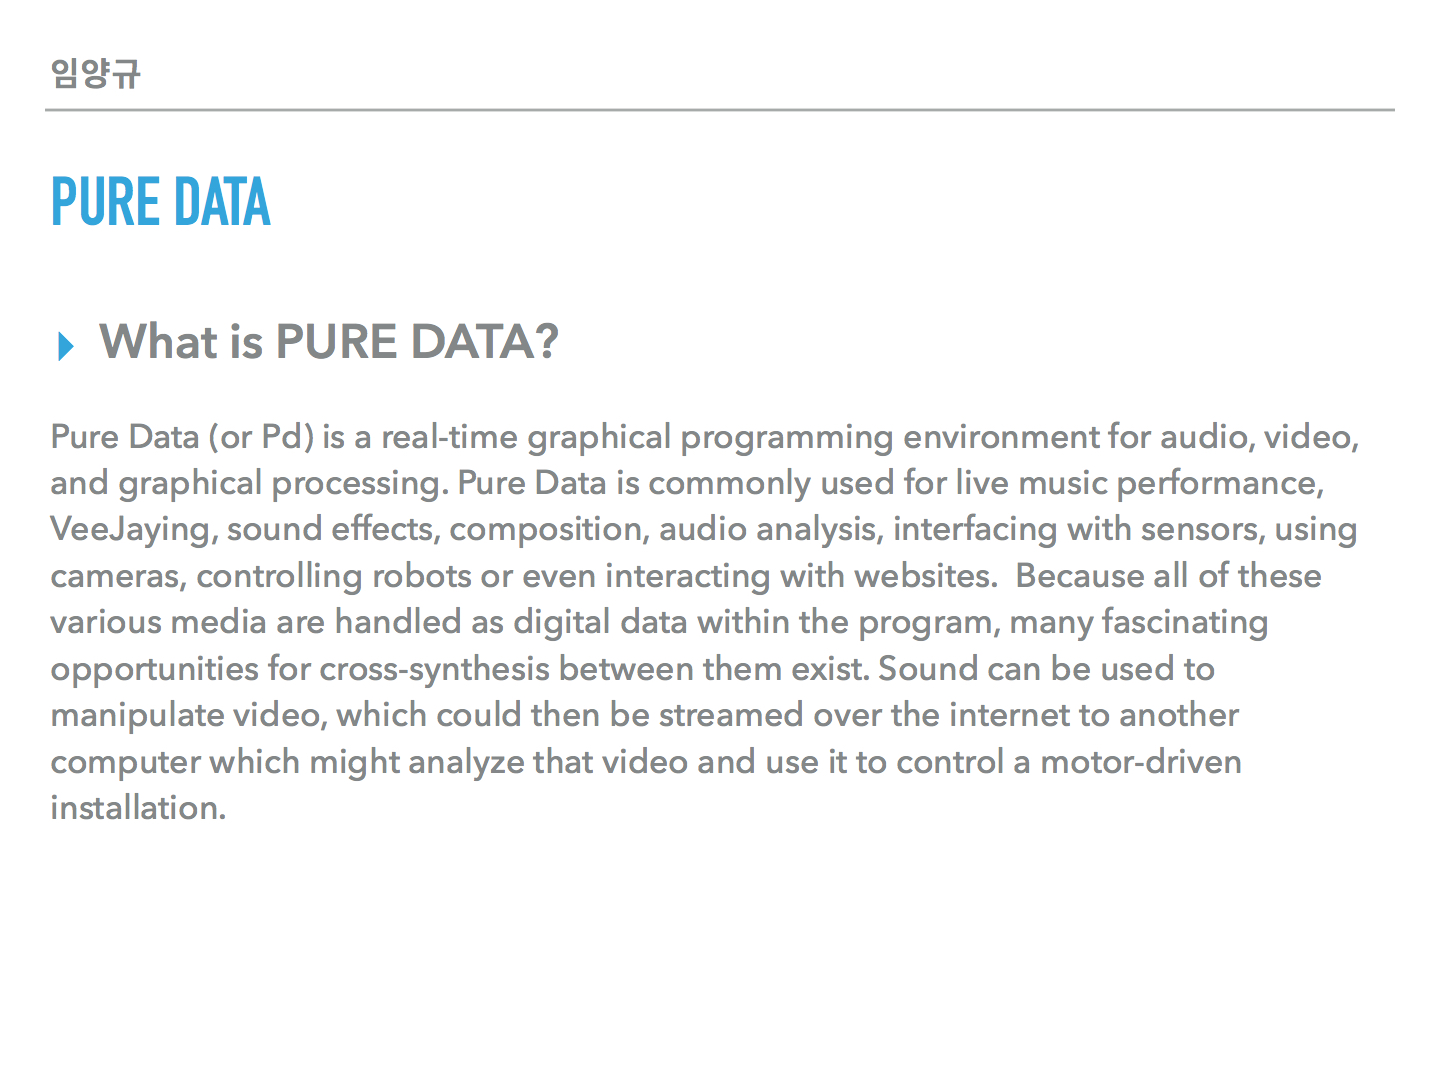 임양규
PURE DATA
What is PURE DATA?
Pure Data (or Pd) is a real-time graphical programming environment for audio, video,
and graphical processing. Pure Data is commonly used for live music performance,
VeeJaying, sound effects, composition, audio analysis, interfacing with sensors, using
cameras, controlling robots or even interacting with websites.  Because all of these
various media are handled as digital data within the program, many fascinating
opportunities for cross-synthesis between them exist. Sound can be used to
manipulate video, which could then be streamed over the internet to another
computer which might analyze that video and use it to control a motor-driven
installation.